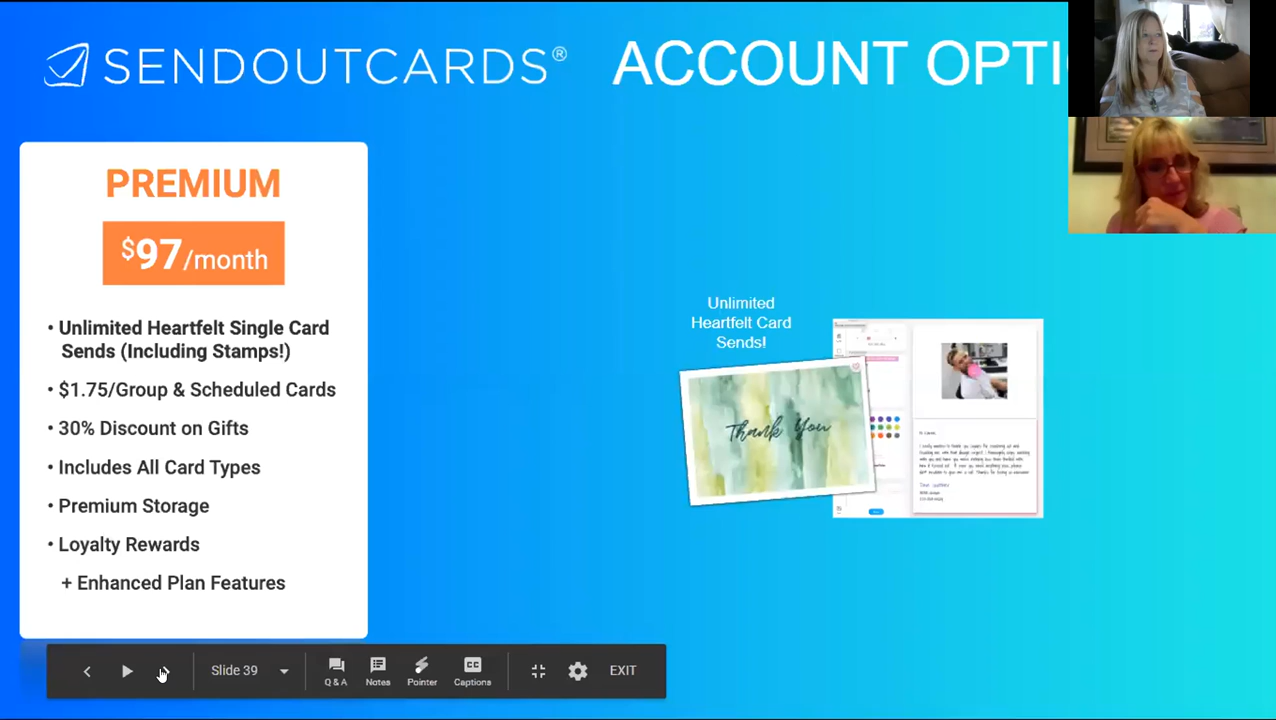 SENDOUTCARDS®
ACCOUNT OPTI
PREMIUM
$97/month
• Unlimited Heartfelt Single Card
Sends (Including Stamps!)
• $1.75/Group & Scheduled Cards
• 30% Discount on Gifts
• Includes All Card Types
• Premium Storage
• Loyalty Rewards
+ Enhanced Plan Features
Unlimited
Heartfelt Card
Sends!
Thank You
Slide 39
CC
Q & A
Notes
Pointer
Captions
EXIT